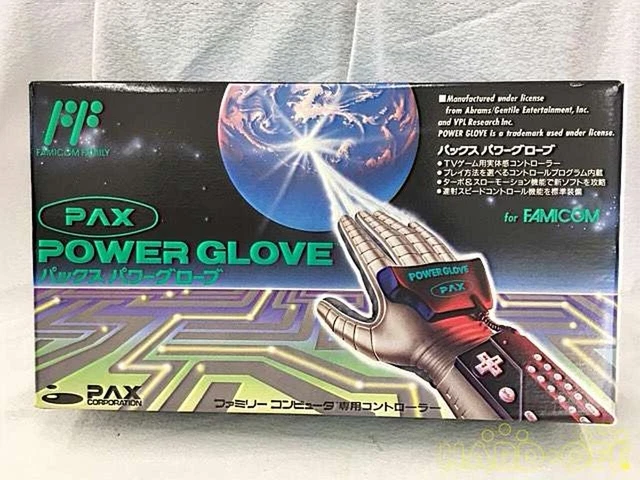 FAMICOM FAMILY
PAX
POWER GLOVE
パックス パワーグローブ
■Manufactured under license
from Abrams/Gentile Entertainment, Inc.
and VPL Research Inc.
POWER GLOVE is a trademark used under license.
パックス パワーグローブ
●TVゲーム用実体感コントローラー
●プレイ方法を選べるコントロールプログラム内蔵
●ターボ&スローモーション機能で新ソフトを攻略
●連射スピードコントロール機能を標準装備
for FAMICOM
POWER GLOVE
PAX
PAX
CORPORATION
ファミリー コンピュータ専用コントローラー
HARD-OFF